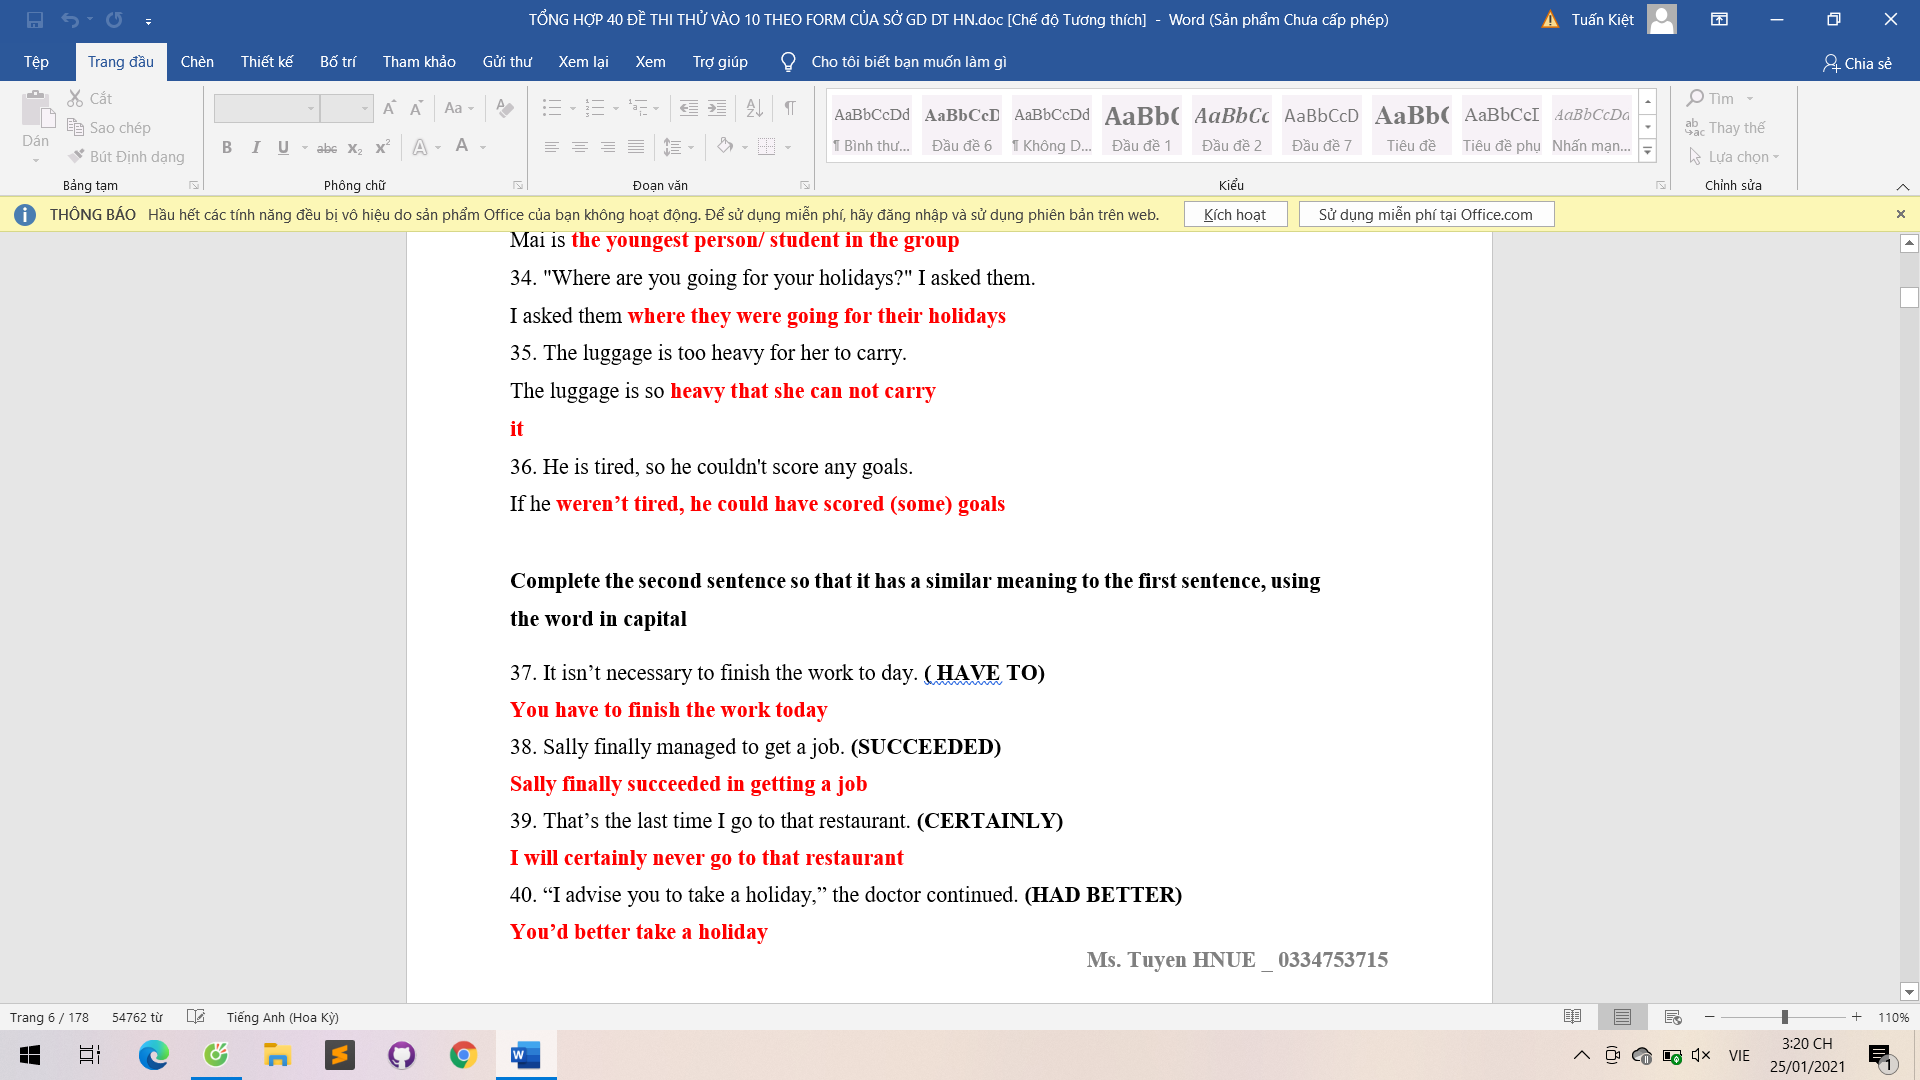 TỔNG HỢP 40 ĐỀ THI THỬ VÀO 10 THEO FORM CỦA SỞ GD DT HN.doc [Chế độ Tương thích] - Word (Sản phẩm Chưa cấp phép)
Tuấn Kiệt
Tệp Trang đầu Chèn Thiết kế Bố trí Tham khảo Gửi thư Xem lại Xem Trợ giúp Cho tôi biết bạn muốn làm gì Chia sẻ
Dán
Cắt
Sao chép
Bút Định dạng
Bảng tạm
Aa
B I U abc x₂ x² A A
Phông chữ
Đoạn văn
AaBbCcDd AaBbCcD AaBbCcDd AaBbC AaBbCc AaBbCcD AaBbC AaBbCcI AaBbCcDd
¶ Bình thư... Đầu đề 6 ¶ Không D... Đầu đề 1 Đầu đề 2 Đầu đề 7 Tiêu đề Tiêu đề phụ Nhấn mạn...
Kiểu
Tìm
Thay thế
Lựa chọn
Chỉnh sửa
THÔNG BÁO Hầu hết các tính năng đều bị vô hiệu do sản phẩm Office của bạn không hoạt động. Để sử dụng miễn phí, hãy đăng nhập và sử dụng phiên bản trên web. Kích hoạt Sử dụng miễn phí tại Office.com
Mai is the youngest person/ student in the group
34. "Where are you going for your holidays?" I asked them.
I asked them where they were going for their holidays
35. The luggage is too heavy for her to carry.
The luggage is so heavy that she can not carry
it
36. He is tired, so he couldn't score any goals.
If he weren’t tired, he could have scored (some) goals
Complete the second sentence so that it has a similar meaning to the first sentence, using
the word in capital
37. It isn’t necessary to finish the work to day. ( HAVE TO)
You have to finish the work today
38. Sally finally managed to get a job. (SUCCEEDED)
Sally finally succeeded in getting a job
39. That’s the last time I go to that restaurant. (CERTAINLY)
I will certainly never go to that restaurant
40. “I advise you to take a holiday,” the doctor continued. (HAD BETTER)
You’d better take a holiday
Ms. Tuyen HNUE _ 0334753715
Trang 6 / 178 54762 từ Tiếng Anh (Hoa Kỳ) 110%
VIE
3:20 CH
25/01/2021
1